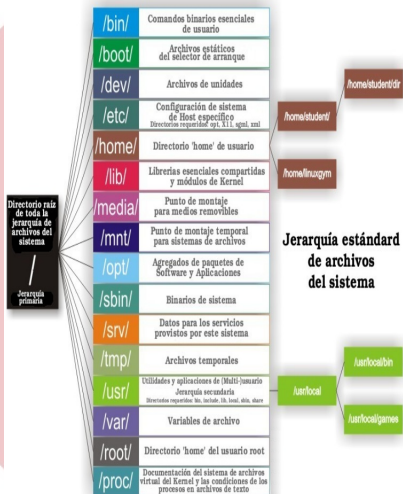 /bin/
Comandos binarios esenciales
de usuario
/boot/
Archivos estáticos
del selector de arranque
/dev/
Archivos de unidades
/etc/
Configuración de sistema
de Host específico
Directorios requeridos: opt, X11, sgml, xml
/home/
Directorio 'home' de usuario
/home/student/
/home/student/dir
/home/linuxgym
/lib/
Librerias esenciales compartidas
y módulos de Kernel
/media/
Punto de montaje
para medios removibles
/mnt/
Punto de montaje temporal
para sistemas de archivos
/opt/
Agregados de paquetes de
Software y Aplicaciones
/sbin/
Binarios de sistema
/srv/
Datos para los servicios
provistos por este sistema
/tmp/
Archivos temporales
/usr/
Utilidades y aplicaciones de (Multi-)usuario
Jerarquía secundaria
Directorios requeridos: bin, include, lib, local, sbin, share
/usr/local
/usr/local/bin
/usr/local/games
/var/
Variables de archivo
/root/
Directorio 'home' del usuario root
/proc/
Documentación del sistema de archivos
virtual del Kernel y las condiciones de los
procesos en archivos de texto
Directorio raíz
de toda la
jerarquía de
archivos del
sistema
/
Jerarquía
primaria
Jerarquía estándard
de archivos
del sistema